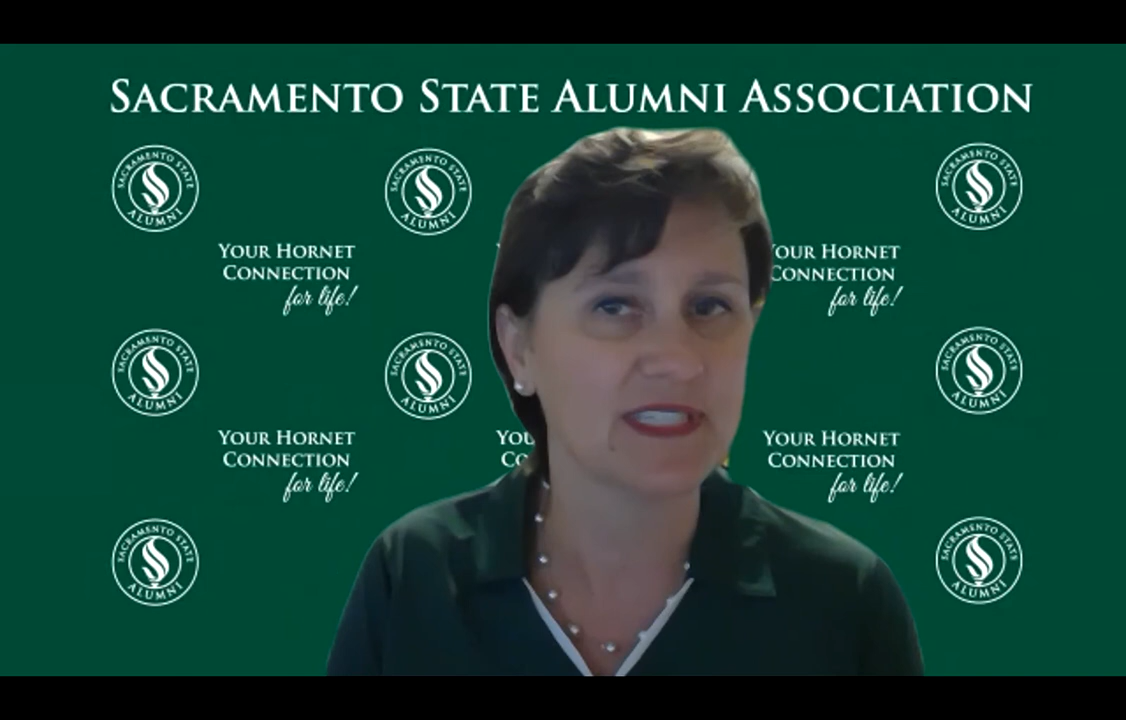 SACRAMENTO STATE ALUMNI ASSOCIATION
SACRAMENTO STATE
ALUMNI
SACRAMENTO STATE
ALUMNI
SACRAMENTO STATE
ALUMNI
YOUR HORNET
CONNECTION
for life!
YOUR HORNET
CONNECTION
for life!
SACRAMENTO STATE
ALUMNI
SACRAMENTO STATE
ALUMNI
SACRAMENTO STATE
ALUMNI
YOUR HORNET
CONNECTION
for life!
YOU
CO
YOUR HORNET
CONNECTION
for life!
SACRAMENTO STATE
ALUMNI
SACRAMENTO STATE
ALUMNI